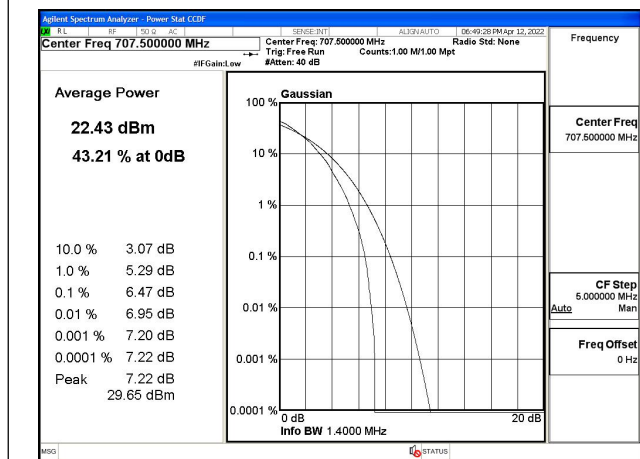 Agilent Spectrum Analyzer - Power Stat CCDF
RL RF 50 Ω AC SENSE:INT ALIGN AUTO 06:49:28 PM Apr 12, 2022
Center Freq 707.500000 MHz
Center Freq: 707.500000 MHz Radio Std: None
Trig: Free Run Counts:1.00 M/1.00 Mpt
#IFGain:Low #Atten: 40 dB
Frequency
Average Power
22.43 dBm
43.21 % at 0dB
10.0 % 3.07 dB
1.0 % 5.29 dB
0.1 % 6.47 dB
0.01 % 6.95 dB
0.001 % 7.20 dB
0.0001 % 7.22 dB
Peak 7.22 dB
29.65 dBm
Gaussian
100 %
10 %
1 %
0.1 %
0.01 %
0.001 %
0.0001 %
0 dB 20 dB
Info BW 1.4000 MHz
Center Freq
707.500000 MHz
CF Step
5.000000 MHz
Auto Man
Freq Offset
0 Hz
MSG STATUS